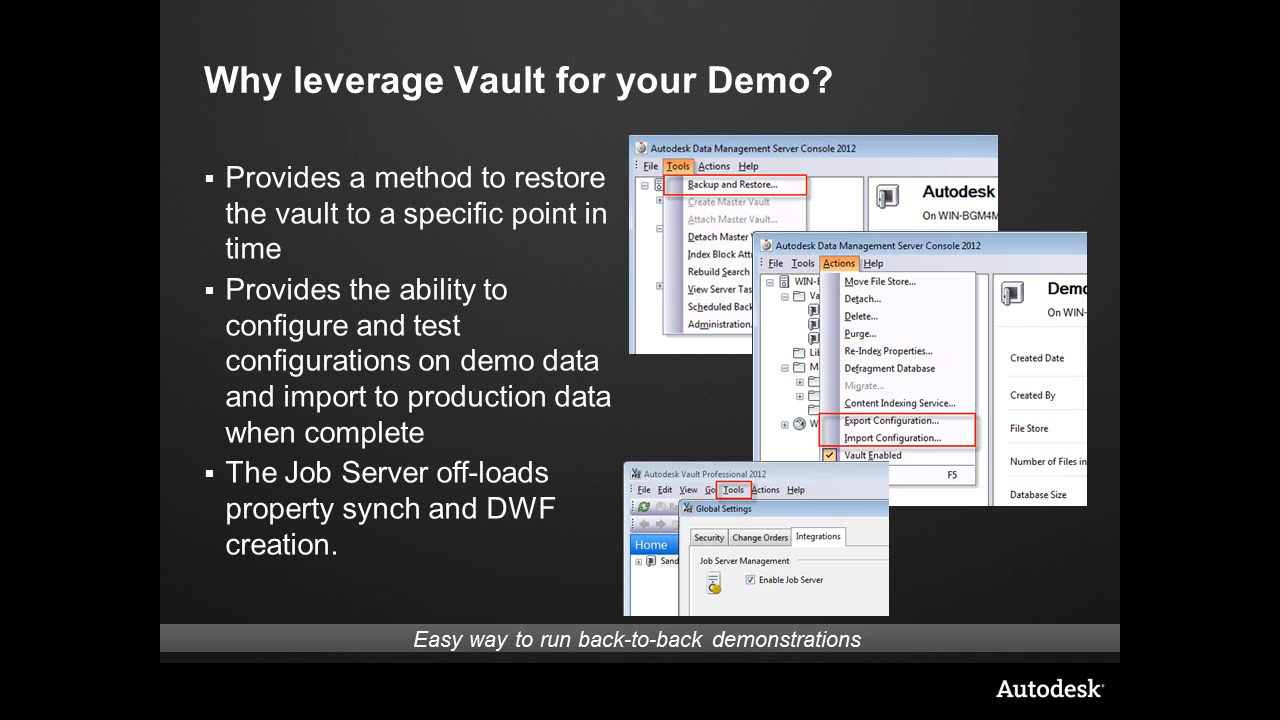 Why leverage Vault for your Demo?
Provides a method to restore
the vault to a specific point in
time
Provides the ability to
configure and test
configurations on demo data
and import to production data
when complete
The Job Server off-loads
property synch and DWF
creation.
Autodesk Data Management Server Console 2012
File Tools Actions Help
Backup and Restore...
Create Master Vault
Attach Master Vault...
Detach Master
Index Block
Rebuild Search
View Server
Scheduled
Administration.
Autodesk
On WIN-BGM4M
Autodesk Data Management Server Console 2012
File Tools Actions Help
WIN-
Move File Store...
Detach...
Delete...
Purge...
Re-Index Properties...
Defragment Database
Migrate...
Content Indexing Service...
Export Configuration...
Import Configuration...
Vault Enabled
F5
On WIN-
Created Date
Created By
File Store
Number of Files in
Database Size
Autodesk Vault Professional 2012
File Edit View Go Tools Actions Help
Global Settings
Security Change Orders Integrations
Home
Job Server Management
Enable Job Server
Easy way to run back-to-back demonstrations
Autodesk